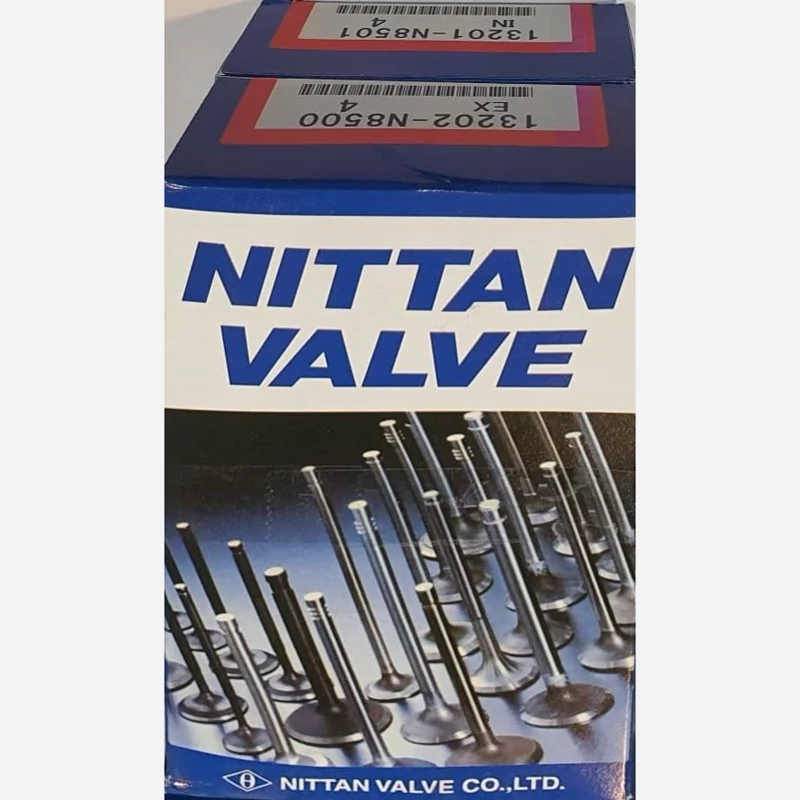 13201-N8501
IN 4
13202-N8500
EX 4
NITTAN
VALVE
NITTAN VALVE CO.,LTD.